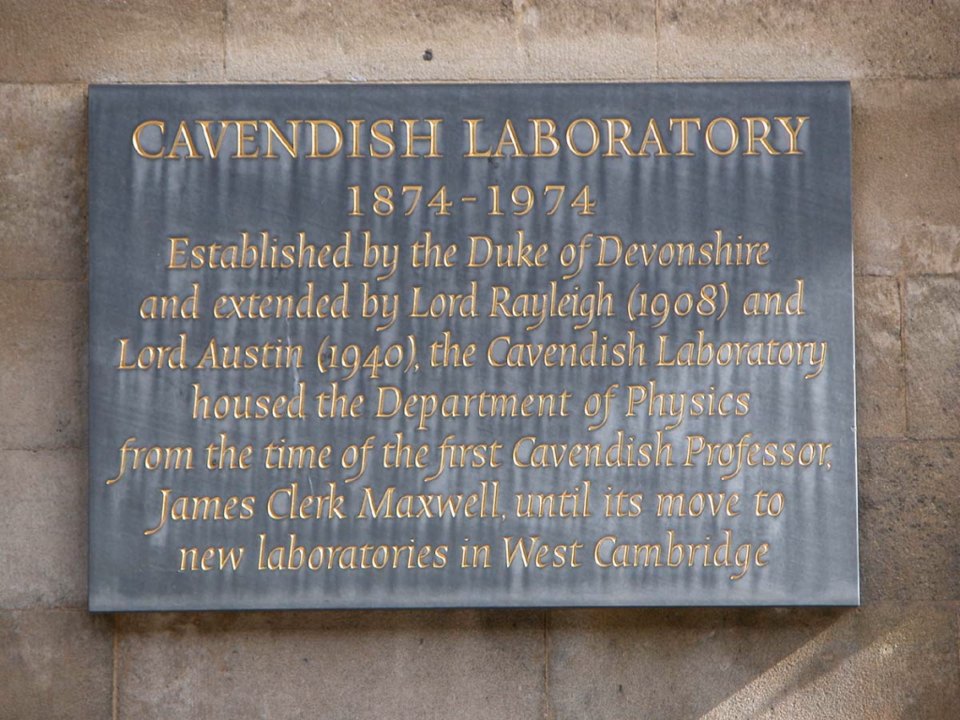 CAVENDISH LABORATORY
1874-1974
Established by the Duke of Devonshire
and extended by Lord Rayleigh (1908) and
Lord Austin (1940), the Cavendish Laboratory
housed the Department of Physics
from the time of the first Cavendish Professor,
James Clerk Maxwell, until its move to
new laboratories in West Cambridge